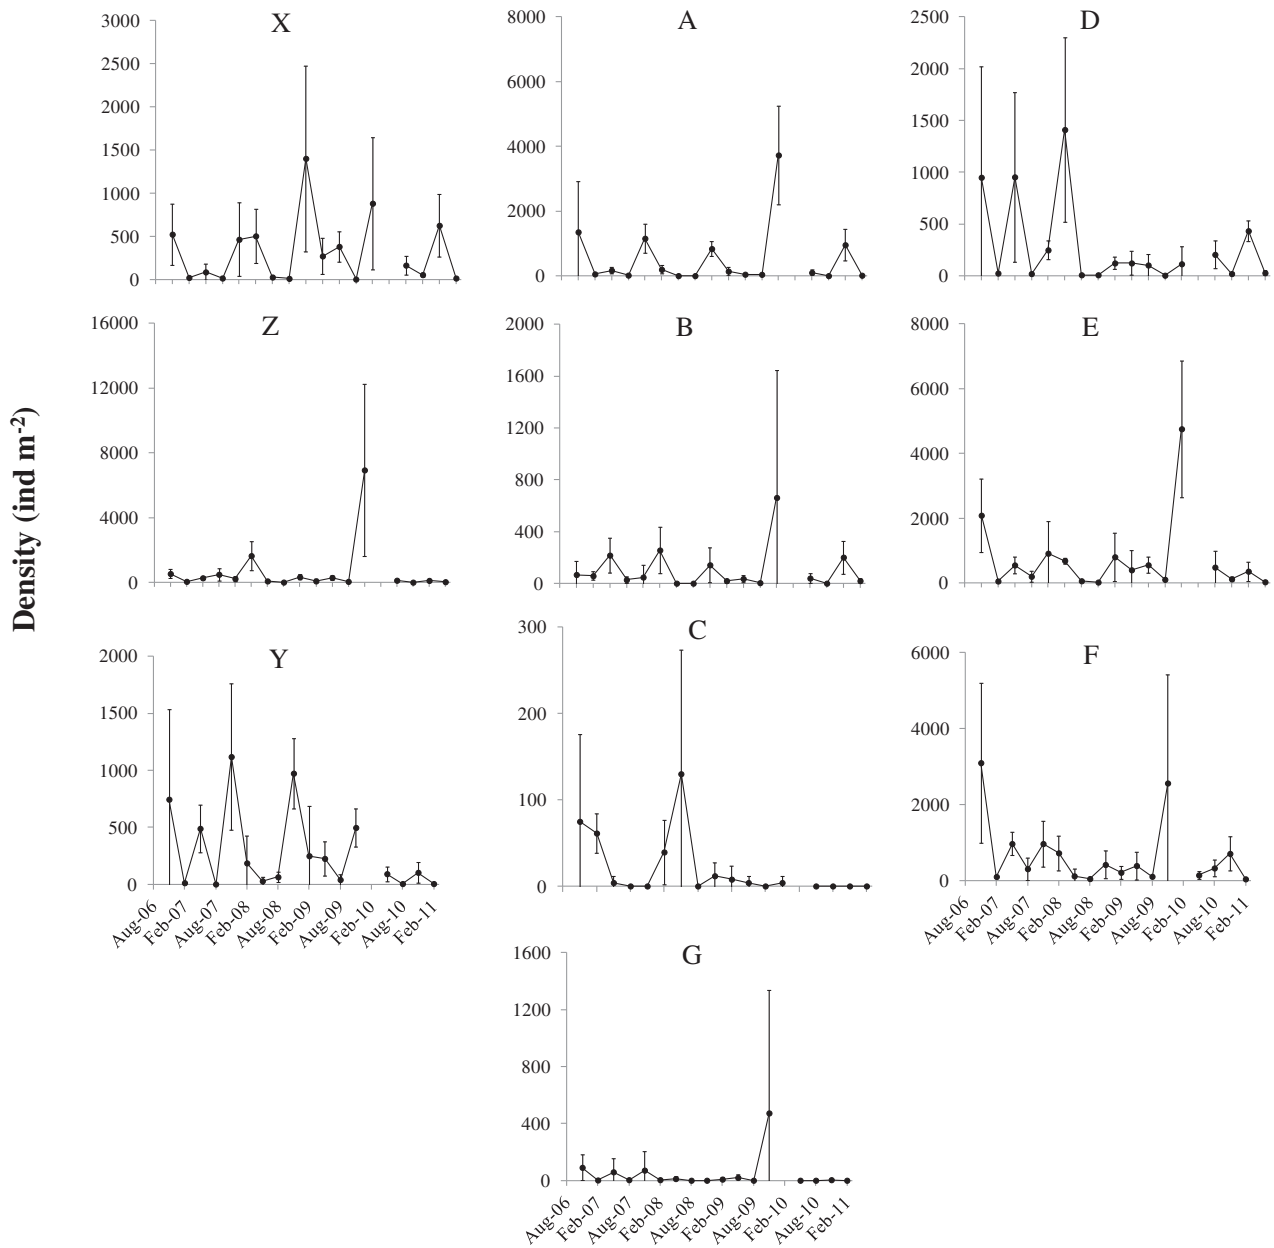 Density (ind m-2)
X
3000
2500
2000
1500
1000
500
0
A
8000
6000
4000
2000
0
D
2500
2000
1500
1000
500
0
Z
16000
12000
8000
4000
0
B
2000
1600
1200
800
400
0
E
8000
6000
4000
2000
0
Y
2000
1500
1000
500
0
Aug-06
Feb-07
Aug-07
Feb-08
Aug-08
Feb-09
Aug-09
Feb-10
Aug-10
Feb-11
C
300
200
100
0
F
6000
4000
2000
0
Aug-06
Feb-07
Aug-07
Feb-08
Aug-08
Feb-09
Aug-09
Feb-10
Aug-10
Feb-11
G
1600
1200
800
400
0
Aug-06
Feb-07
Aug-07
Feb-08
Aug-08
Feb-09
Aug-09
Feb-10
Aug-10
Feb-11